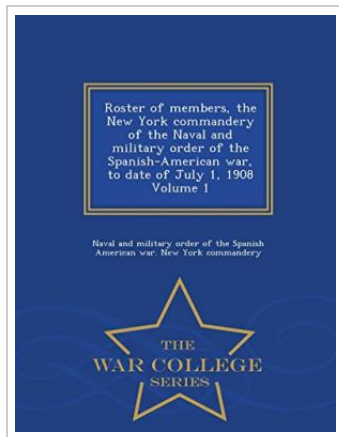 Roster of members, the
New York commandery
of the Naval and
military order of the
Spanish-American war,
to date of July 1, 1908
Volume 1
Naval and military order of the Spanish
American war. New York commandery
THE
WAR COLLEGE
SERIES